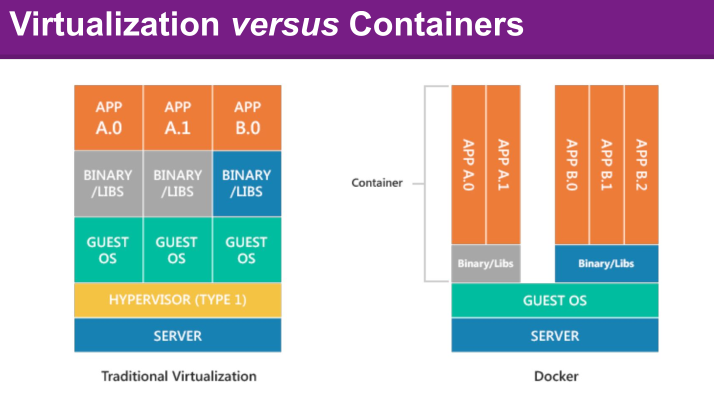 Virtualization versus Containers
APP
A.0
APP
A.1
APP
B.0
BINARY
/LIBS
BINARY
/LIBS
BINARY
/LIBS
GUEST
OS
GUEST
OS
GUEST
OS
HYPERVISOR (TYPE 1)
SERVER
Traditional Virtualization
Container
APP A.0
APP A.1
APP B.0
APP B.1
APP B.2
Binary/Libs
Binary/Libs
GUEST OS
SERVER
Docker